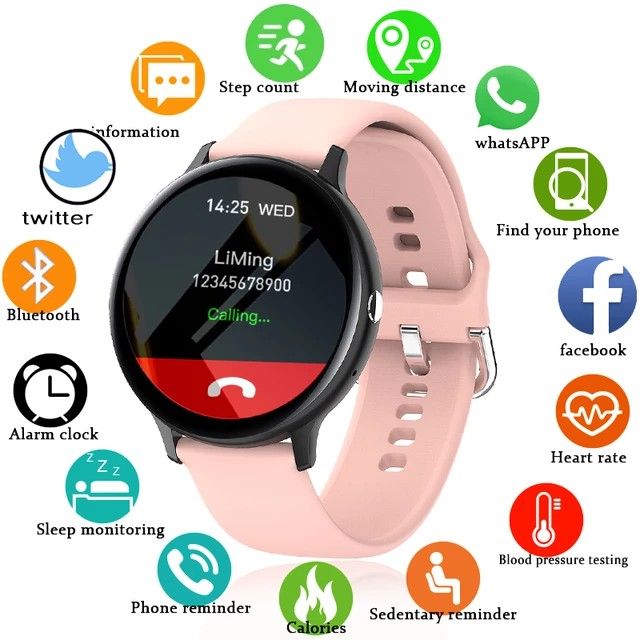 Step count
Moving distance
information
whatsAPP
twitter
Find your phone
14:25 WED
LiMing
12345678900
Calling...
Bluetooth
facebook
Alarm clock
Heart rate
z Z Z
Sleep monitoring
Blood pressure testing
Phone reminder
Calories
Sedentary reminder